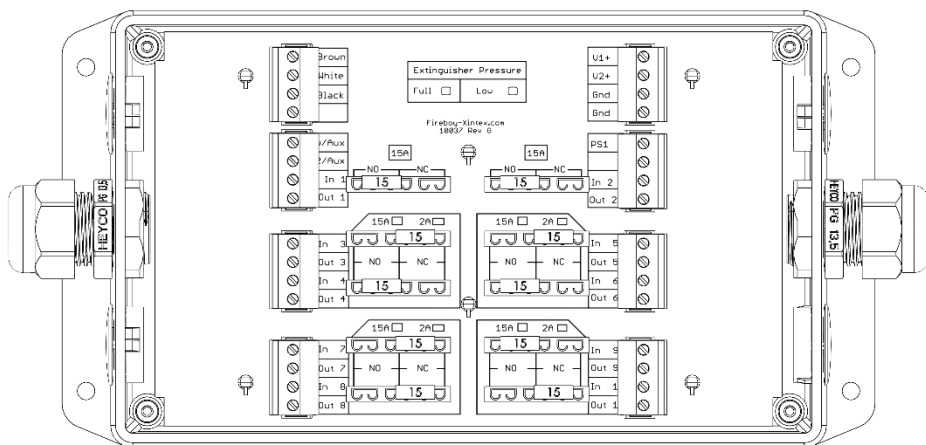 Brown
White
Black
Extinguisher Pressure
Full
Low
V1+
V2+
Gnd
Gnd
Fireboy-Xintex.com
10037 Rev G
/Aux
/Aux
In 1
Out 1
15A
NO
NC
15
15A
NO
NC
15
PS1
In 2
Out 2
HEYCO PG 13.5
HEYCO PG 13.5
In 3
Out 3
In 4
Out 4
15A
2A
15
NO
NC
15
15A
2A
15
NO
NC
15
In 5
Out 5
In 6
Out 6
In 7
Out 7
In 8
Out 8
15A
2A
15
NO
NC
15
15A
2A
15
NO
NC
15
In 9
Out 9
In 1
Out 1